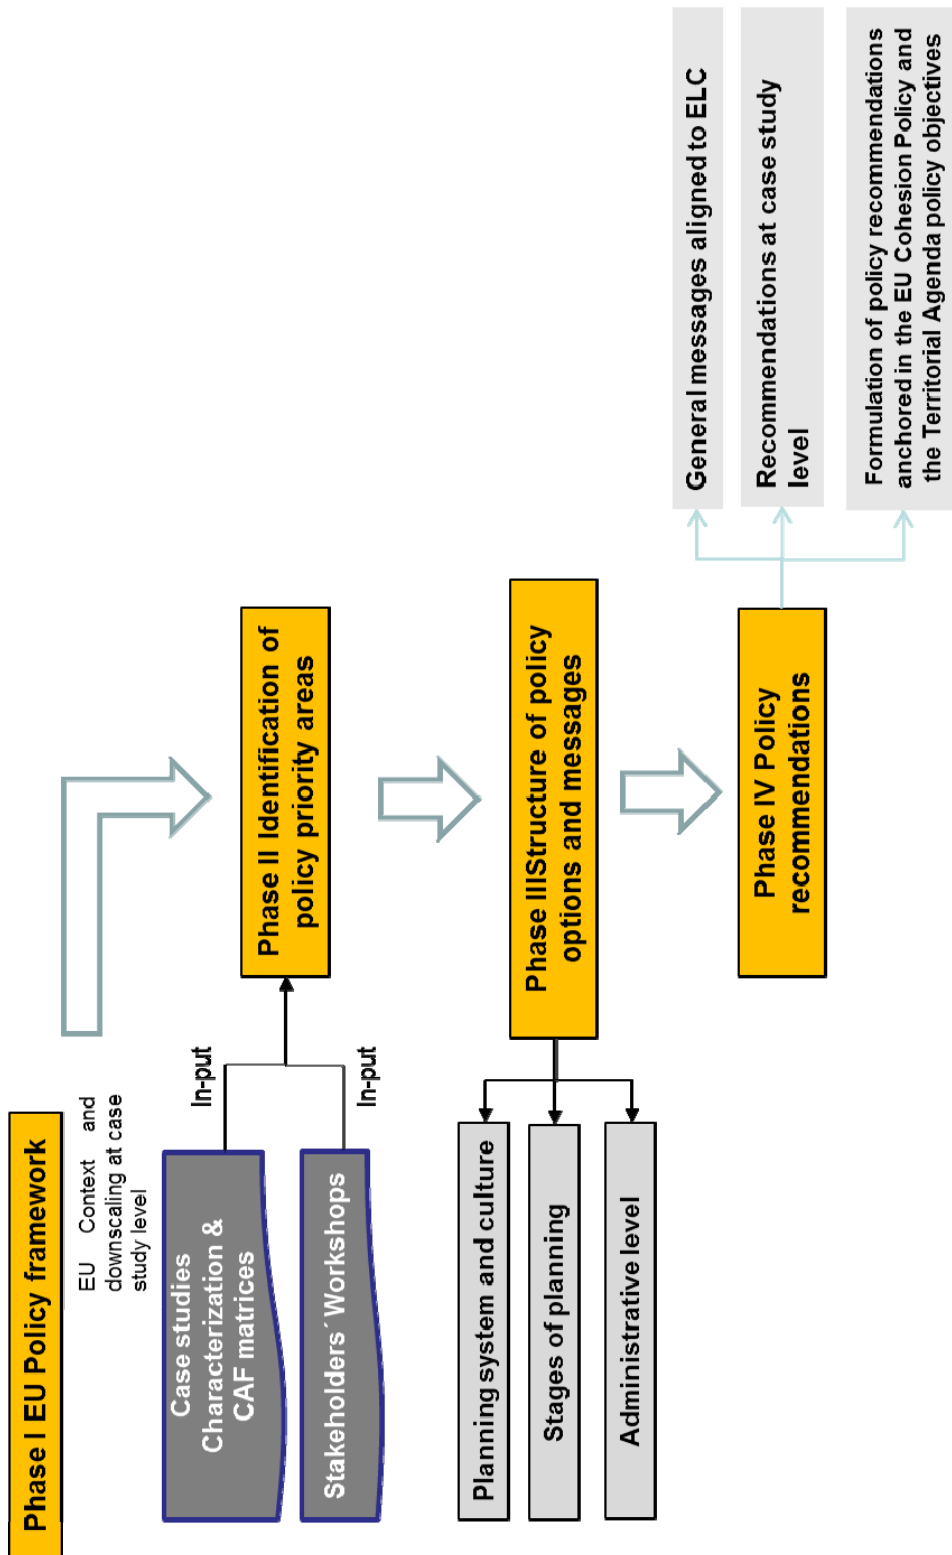 Phase I EU Policy framework
EU Context and
downscaling at case
study level
Case studies
Characterization &
CAF matrices
In-put
Stakeholders´ Workshops
In-put
Phase II Identification of
policy priority areas
Planning system and culture
Stages of planning
Administrative level
Phase IIIStructure of policy
options and messages
Phase IV Policy
recommendations
General messages aligned to ELC
Recommendations at case study
level
Formulation of policy recommendations
anchored in the EU Cohesion Policy and
the Territorial Agenda policy objectives